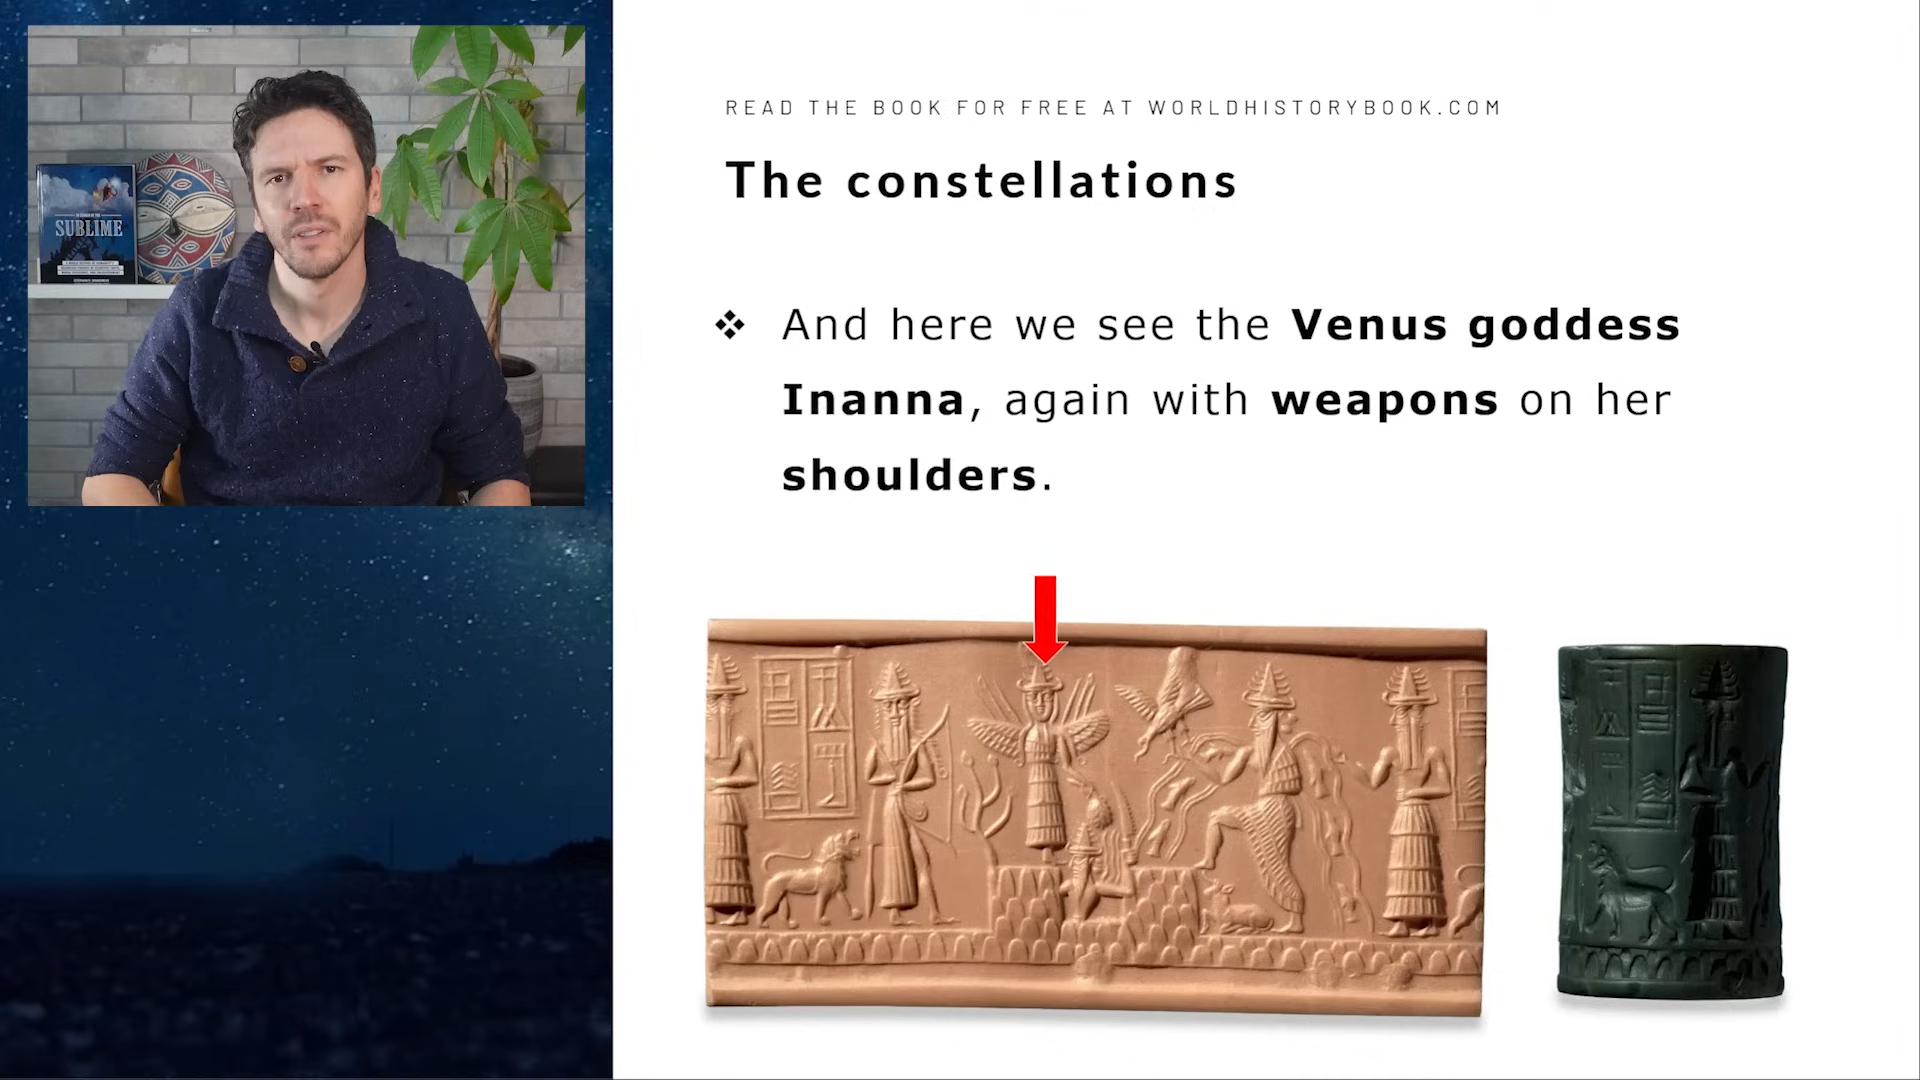 READ THE BOOK FOR FREE AT WORLDHISTORYBOOK.COM
The constellations
❖ And here we see the Venus goddess
Inanna, again with weapons on her
shoulders.
SUBLIME